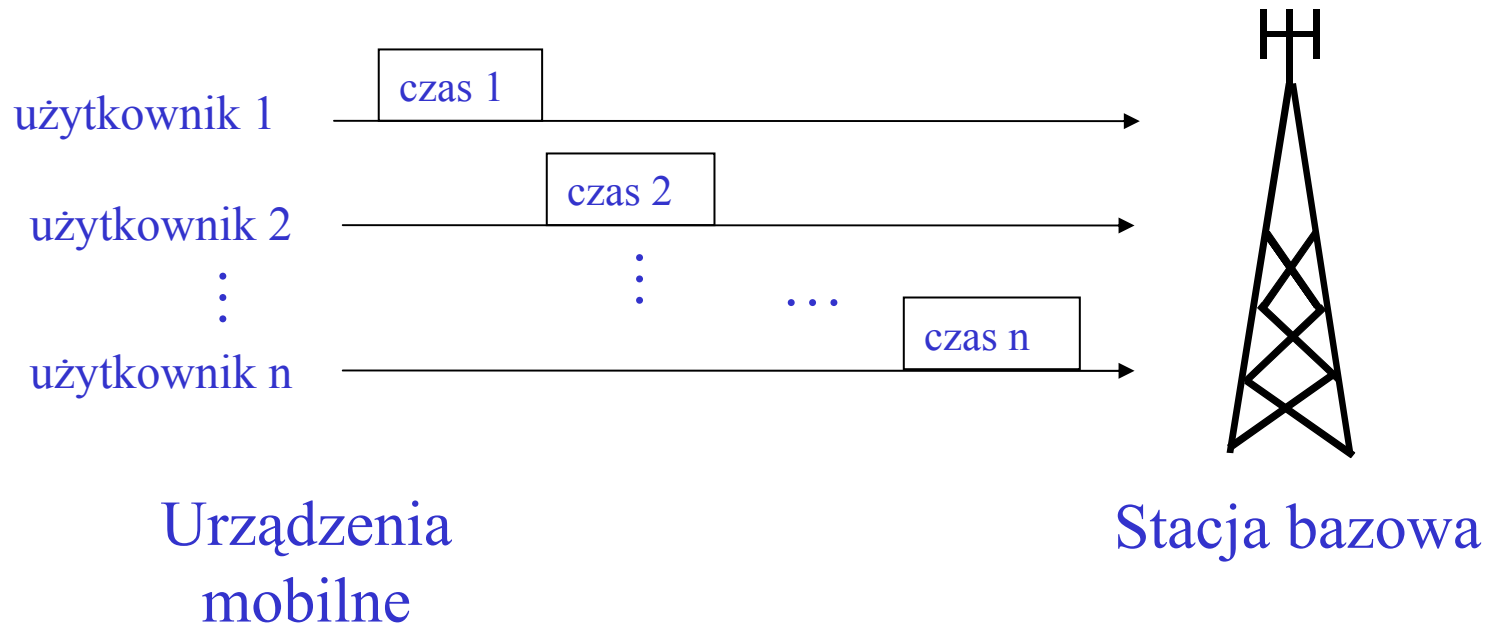 czas 1
użytkownik 1
czas 2
użytkownik 2
⋮
⋮
...
czas n
użytkownik n
Urządzenia
mobilne
Stacja bazowa